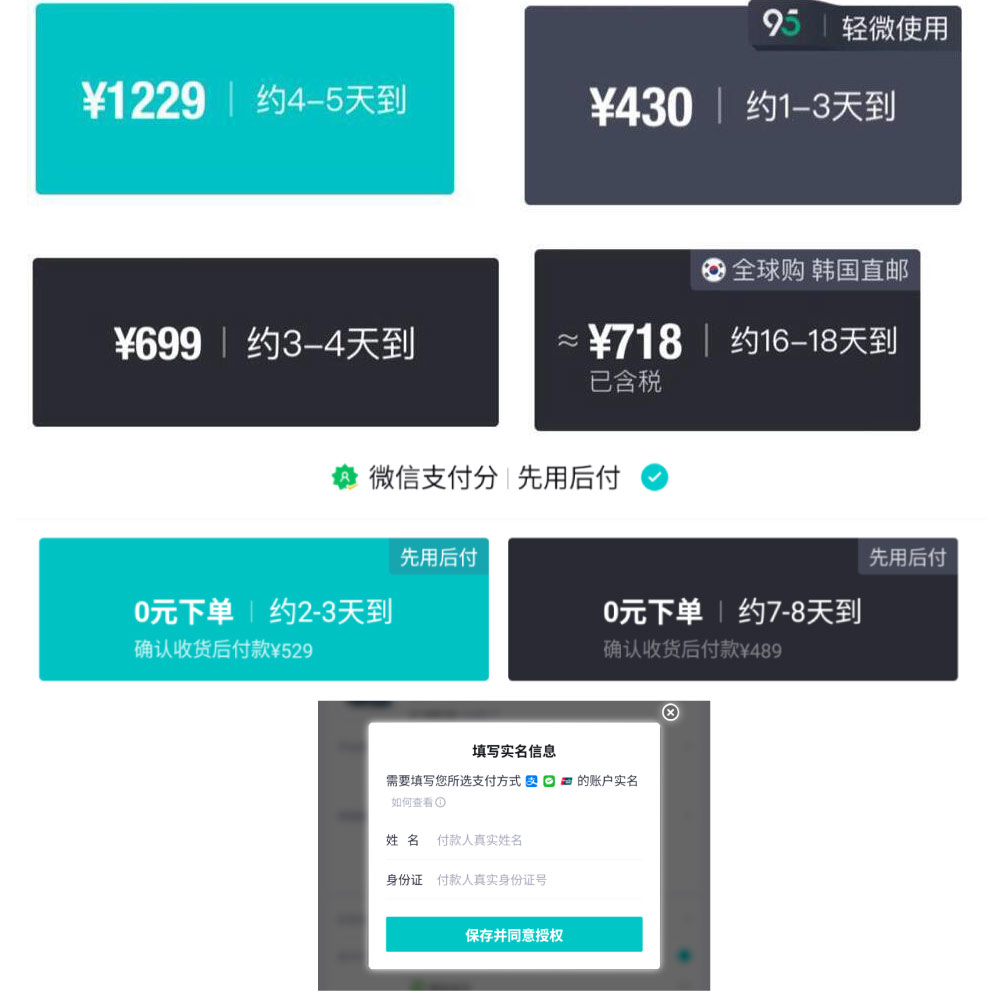 ¥1229 | 约4–5天到
95 | 轻微使用
¥430 | 约1–3天到
¥699 | 约3–4天到
全球购 韩国直邮
≈ ¥718 | 约16–18天到
已含税
微信支付分 | 先用后付
先用后付
0元下单 | 约2-3天到
确认收货后付款¥529
先用后付
0元下单 | 约7-8天到
确认收货后付款¥489
填写实名信息
需要填写您所选支付方式 支 的账户实名
如何查看
姓 名 付款人真实姓名
身份证 付款人真实身份证号
保存并同意授权